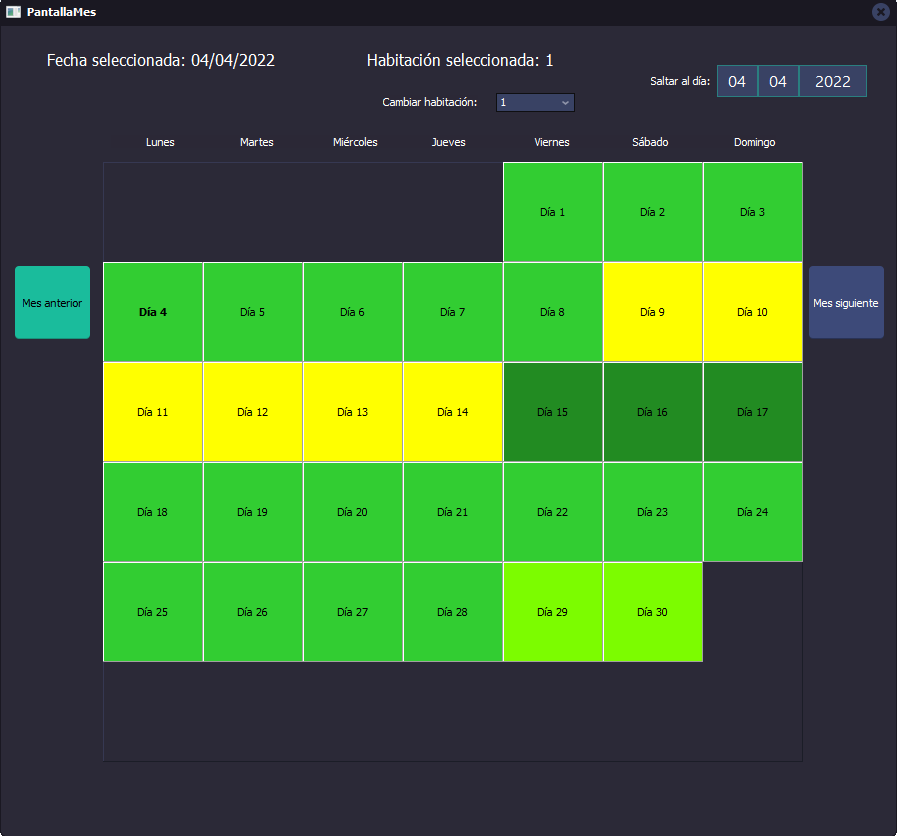 PantallaMes
Fecha seleccionada: 04/04/2022
Habitación seleccionada: 1
Saltar al día: 04 04 2022
Cambiar habitación: 1
Lunes Martes Miércoles Jueves Viernes Sábado Domingo
Día 1 Día 2 Día 3
Mes anterior
Día 4 Día 5 Día 6 Día 7 Día 8 Día 9 Día 10
Mes siguiente
Día 11 Día 12 Día 13 Día 14 Día 15 Día 16 Día 17
Día 18 Día 19 Día 20 Día 21 Día 22 Día 23 Día 24
Día 25 Día 26 Día 27 Día 28 Día 29 Día 30